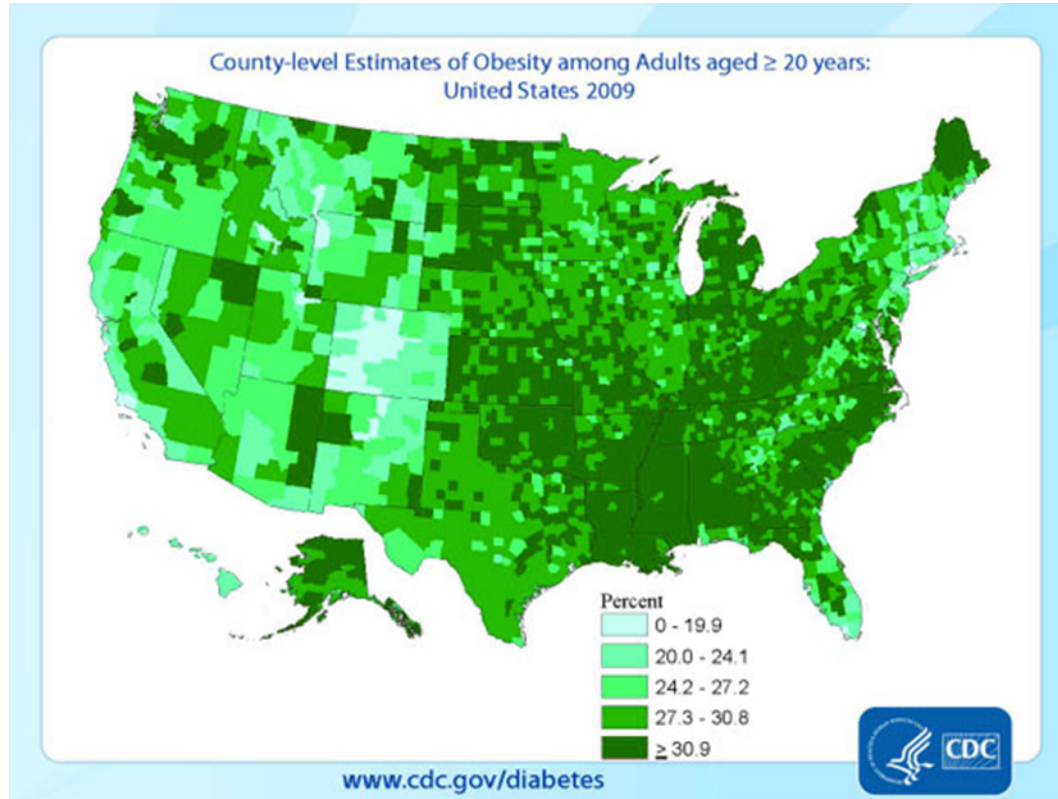 County-level Estimates of Obesity among Adults aged ≥ 20 years:
United States 2009
Percent
0 - 19.9
20.0 - 24.1
24.2 - 27.2
27.3 - 30.8
≥ 30.9
CDC
www.cdc.gov/diabetes